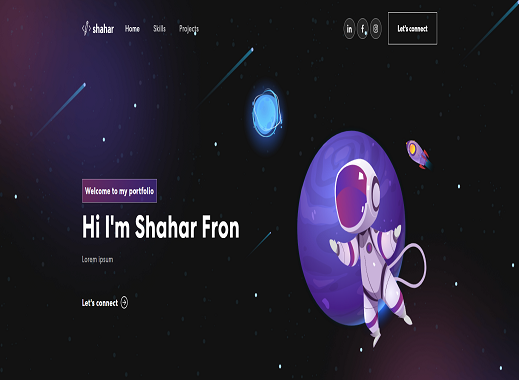 shahar
Home
Skills
Projects
in
f
Let's connect
Welcome to my portfolio
Hi I'm Shahar Fron
Lorem ipsum
Let's connect